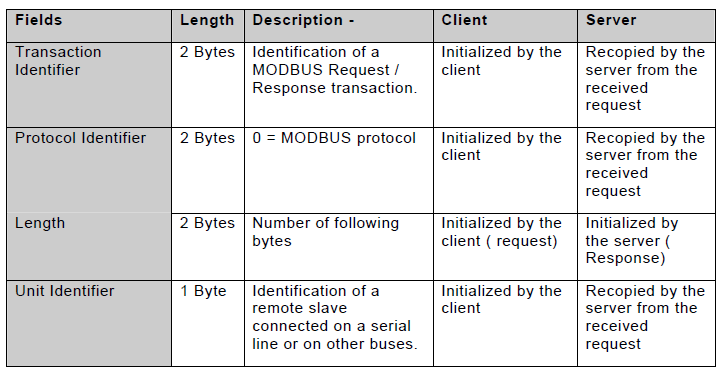 Fields Length Description - Client Server
Transaction Identifier 2 Bytes Identification of a MODBUS Request / Response transaction. Initialized by the client Recopied by the server from the received request
Protocol Identifier 2 Bytes 0 = MODBUS protocol Initialized by the client Recopied by the server from the received request
Length 2 Bytes Number of following bytes Initialized by the client ( request) Initialized by the server ( Response)
Unit Identifier 1 Byte Identification of a remote slave connected on a serial line or on other buses. Initialized by the client Recopied by the server from the received request